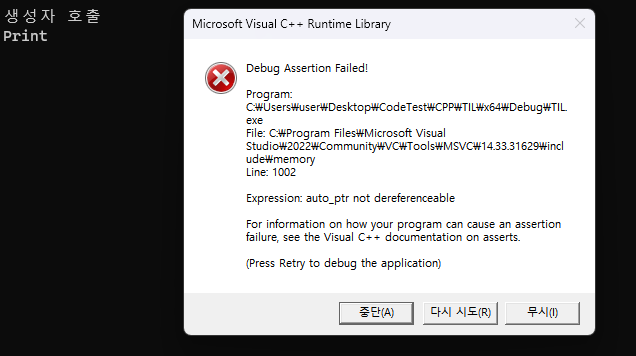 생성자 호출
Print
Microsoft Visual C++ Runtime Library
Debug Assertion Failed!
Program:
C:₩Users₩user₩Desktop₩CodeTest₩CPP₩TIL₩x64₩Debug₩TIL.
exe
File: C:₩Program Files₩Microsoft Visual
Studio₩2022₩Community₩VC₩Tools₩MSVC₩14.33.31629₩incl
ude₩memory
Line: 1002
Expression: auto_ptr not dereferenceable
For information on how your program can cause an assertion
failure, see the Visual C++ documentation on asserts.
(Press Retry to debug the application)
중단(A)
다시 시도(R)
무시(I)